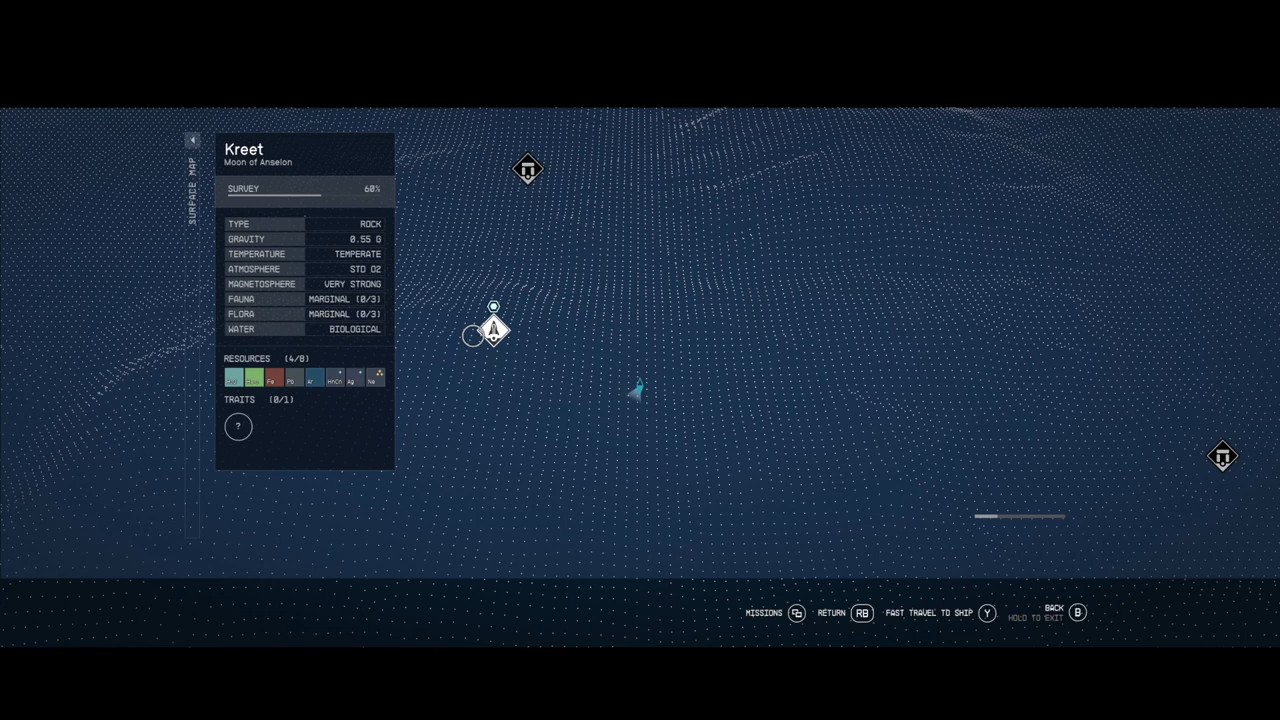 Kreet
Moon of Anselon
SURFACE MAP
SURVEY 60%
TYPE ROCK
GRAVITY 0.55 G
TEMPERATURE TEMPERATE
ATMOSPHERE STD O2
MAGNETOSPHERE VERY STRONG
FAUNA MARGINAL (0/3)
FLORA MARGINAL (0/3)
WATER BIOLOGICAL
RESOURCES (4/8)
Fe Pb Ar HnCn Ag Ne
TRAITS (0/1)
?
MISSIONS RETURN RB FAST TRAVEL TO SHIP Y BACK B
HOLD TO EXIT